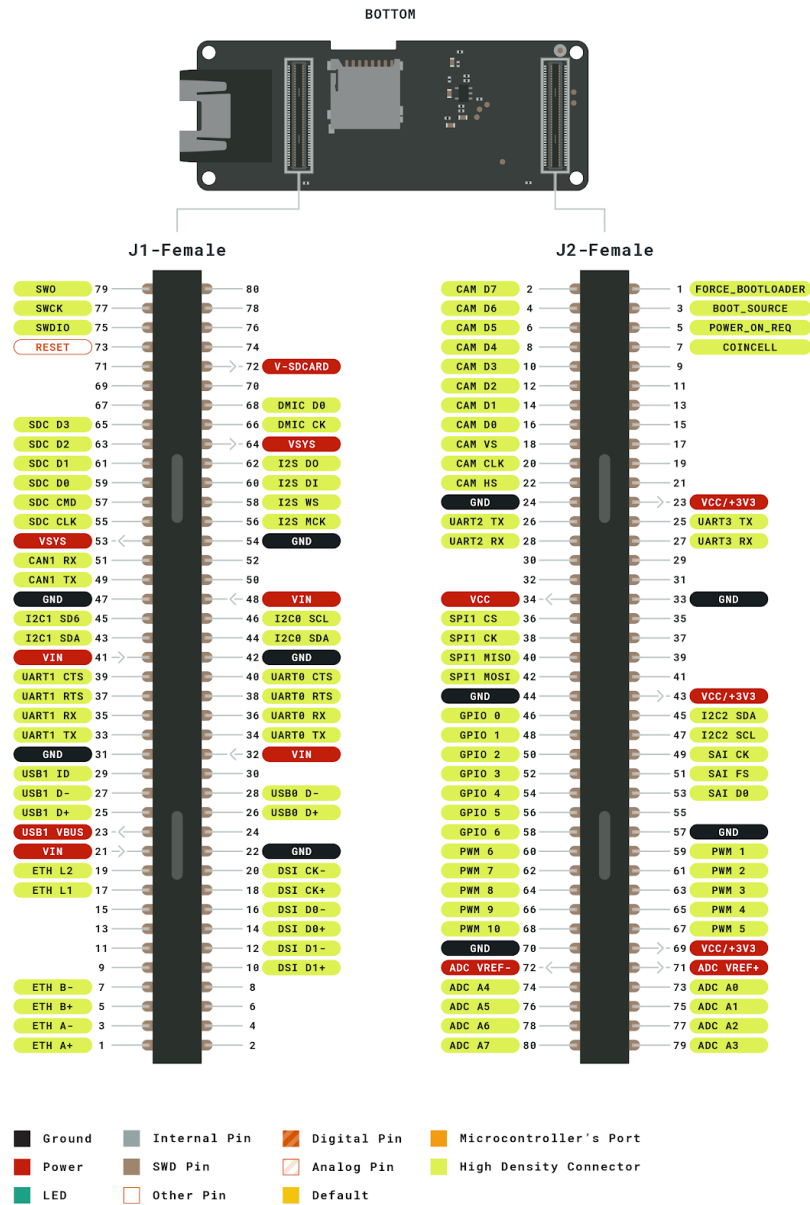 BOTTOM
J1-Female J2-Female
SWO 79 80 CAM D7 2 1 FORCE_BOOTLOADER
SWCK 77 78 CAM D6 4 3 BOOT_SOURCE
SWDIO 75 76 CAM D5 6 5 POWER_ON_REQ
RESET 73 74 CAM D4 8 7 COINCELL
71 72 V-SDCARD CAM D3 10 9
69 70 CAM D2 12 11
67 68 DMIC D0 CAM D1 14 13
SDC D3 65 66 DMIC CK CAM D0 16 15
SDC D2 63 64 VSYS CAM VS 18 17
SDC D1 61 62 I2S DO CAM CLK 20 19
SDC D0 59 60 I2S DI CAM HS 22 21
SDC CMD 57 58 I2S WS GND 24 23 VCC/+3V3
SDC CLK 55 56 I2S MCK UART2 TX 26 25 UART3 TX
VSYS 53 54 GND UART2 RX 28 27 UART3 RX
CAN1 RX 51 52 30 29
CAN1 TX 49 50 32 31
GND 47 48 VIN VCC 34 33 GND
I2C1 SD6 45 46 I2C0 SCL SPI1 CS 36 35
I2C1 SDA 43 44 I2C0 SDA SPI1 CK 38 37
VIN 41 42 GND SPI1 MISO 40 39
UART1 CTS 39 40 UART0 CTS SPI1 MOSI 42 41
UART1 RTS 37 38 UART0 RTS GND 44 43 VCC/+3V3
UART1 RX 35 36 UART0 RX GPIO 0 46 45 I2C2 SDA
UART1 TX 33 34 UART0 TX GPIO 1 48 47 I2C2 SCL
GND 31 32 VIN GPIO 2 50 49 SAI CK
USB1 ID 29 30 GPIO 3 52 51 SAI FS
USB1 D- 27 28 USB0 D- GPIO 4 54 53 SAI D0
USB1 D+ 25 26 USB0 D+ GPIO 5 56 55
USB1 VBUS 23 24 GPIO 6 58 57 GND
VIN 21 22 GND PWM 6 60 59 PWM 1
ETH L2 19 20 DSI CK- PWM 7 62 61 PWM 2
ETH L1 17 18 DSI CK+ PWM 8 64 63 PWM 3
15 16 DSI D0- PWM 9 66 65 PWM 4
13 14 DSI D0+ PWM 10 68 67 PWM 5
11 12 DSI D1- GND 70 69 VCC/+3V3
9 10 DSI D1+ ADC VREF- 72 71 ADC VREF+
ETH B- 7 8 ADC A4 74 73 ADC A0
ETH B+ 5 6 ADC A5 76 75 ADC A1
ETH A- 3 4 ADC A6 78 77 ADC A2
ETH A+ 1 2 ADC A7 80 79 ADC A3
Ground Internal Pin Digital Pin Microcontroller's Port
Power SWD Pin Analog Pin High Density Connector
LED Other Pin Default